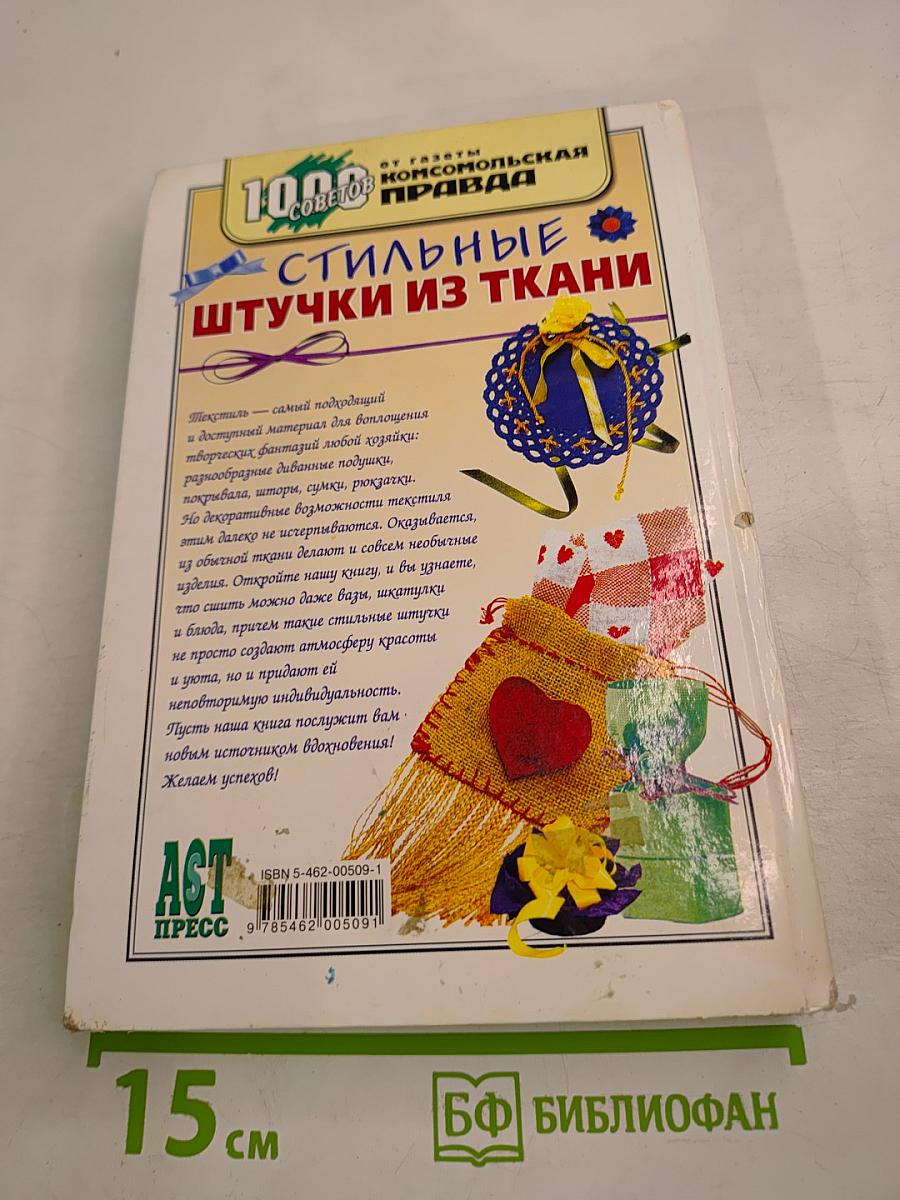 1000 СОВЕТОВ
от газеты
КОМСОМОЛЬСКАЯ
ПРАВДА
СТИЛЬНЫЕ
ШТУЧКИ ИЗ ТКАНИ
Текстиль — самый подходящий
и доступный материал для воплощения
творческих фантазий любой хозяйки:
разнообразные диванные подушки,
покрывала, шторы, сумки, рюкзачки.
Но декоративные возможности текстиля
этим далеко не исчерпываются. Оказывается,
из обычной ткани делают и совсем необычные
изделия. Откройте нашу книгу, и вы узнаете,
что сшить можно даже вазы, шкатулки
и блюда, причем такие стильные штучки
не просто создают атмосферу красоты
и уюта, но и придают ей
неповторимую индивидуальность.
Пусть наша книга послужит вам
новым источником вдохновения!
Желаем успехов!
АСТ
ПРЕСС
ISBN 5-462-00509-1
9 785462 005091
15 см
БФ БИБЛИОФАН